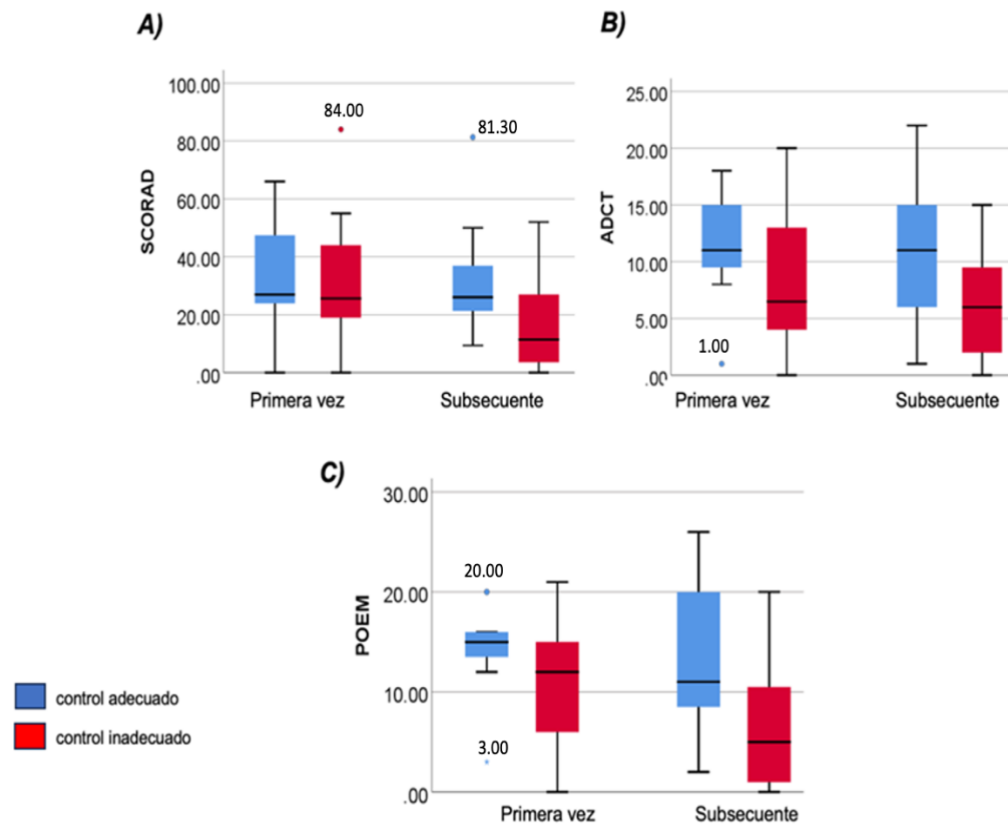 A)
100.00
80.00
60.00
40.00
20.00
.00
SCORAD
84.00
81.30
Primera vez
Subsecuente
B)
25.00
20.00
15.00
10.00
5.00
.00
ADCT
1.00
Primera vez
Subsecuente
C)
30.00
20.00
10.00
.00
POEM
20.00
3.00
Primera vez
Subsecuente
control adecuado
control inadecuado